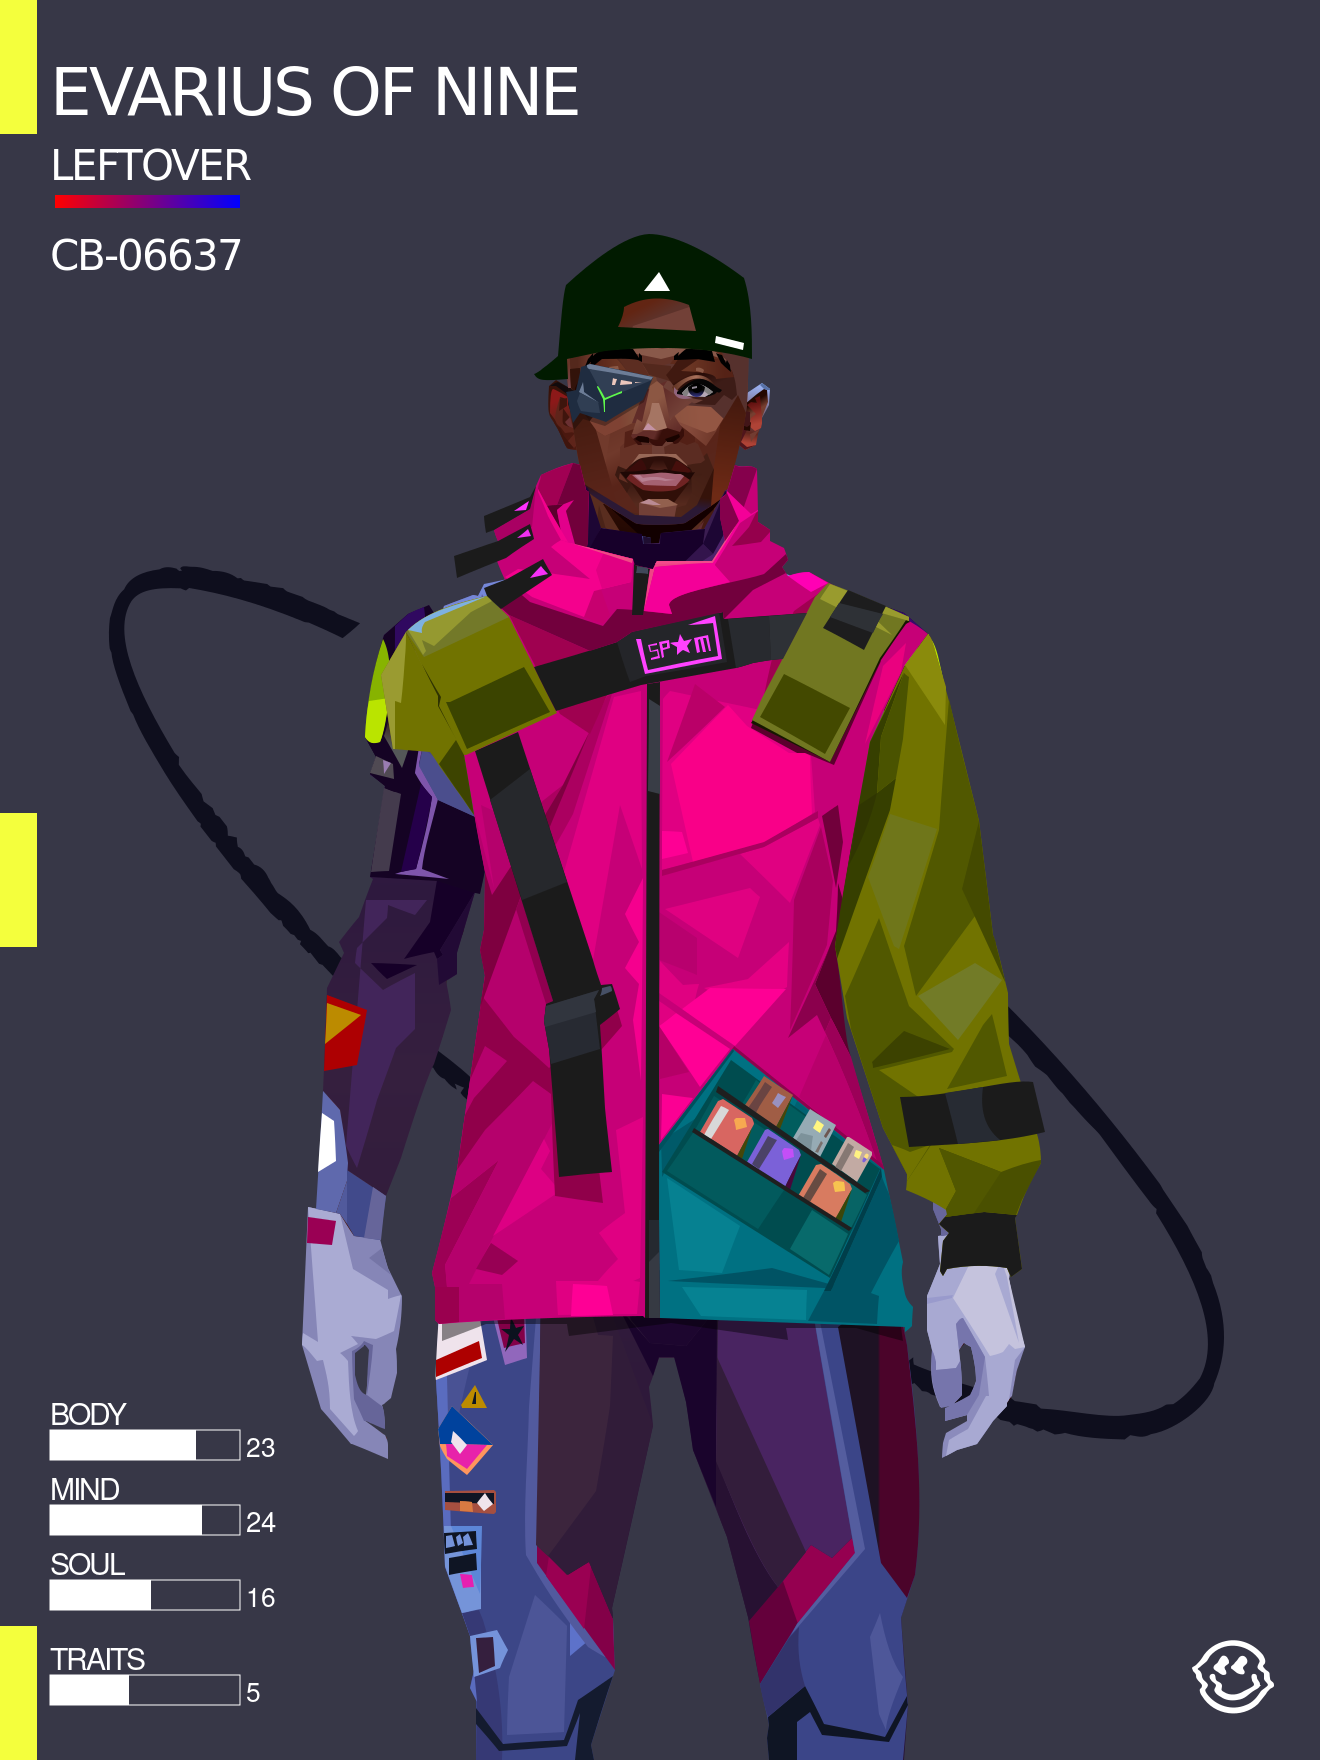 EVARIUS OF NINE
LEFTOVER
CB-06637
SP★M
BODY
23
MIND
24
SOUL
16
TRAITS
5